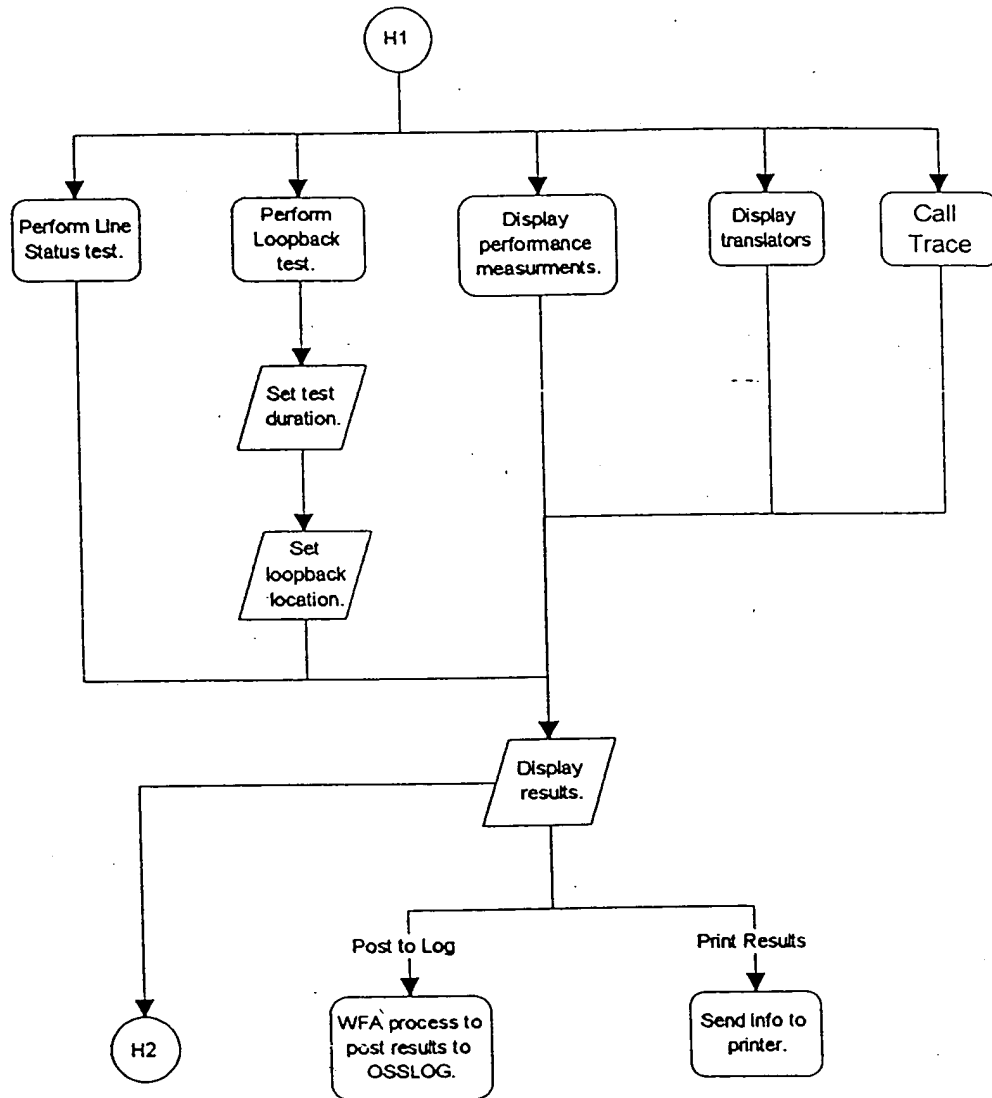 H1
Perform Line
Status test.
Perform
Loopback
test.
Display
performance
measurments.
Display
translators
Call
Trace
Set test
duration.
Set
loopback
location.
Display
results.
Post to Log
Print Results
H2
WFA process to
post results to
OSSLOG.
Send info to
printer.